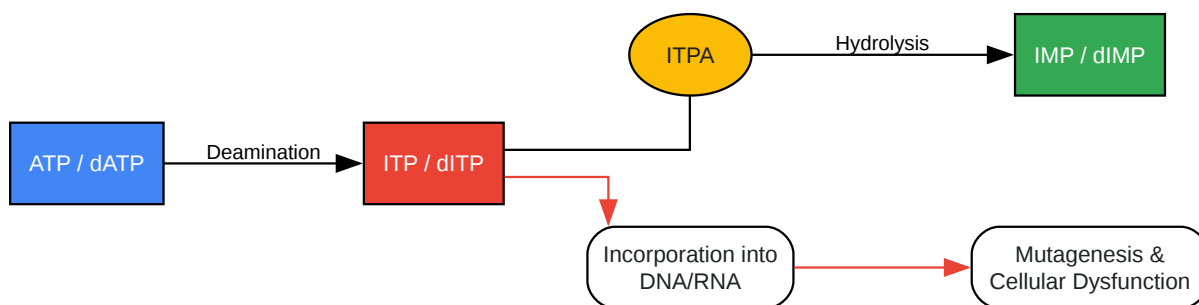 ITPA
Hydrolysis
IMP / dIMP
ATP / dATP
Deamination
ITP / dITP
Incorporation into
DNA/RNA
Mutagenesis &
Cellular Dysfunction